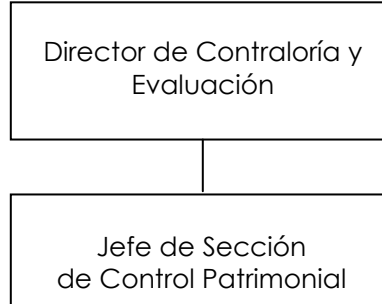 Director de Contraloría y
Evaluación
Jefe de Sección
de Control Patrimonial